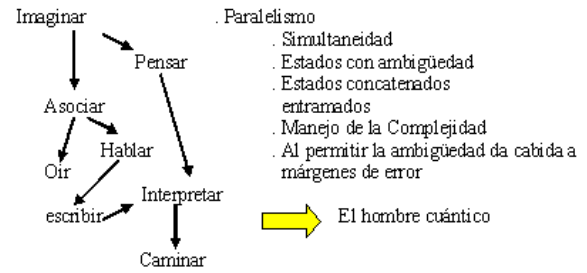 Imaginar
Pensar
Asociar
Hablar
Oir
Interpretar
escribir
Caminar
. Paralelismo
. Simultaneidad
. Estados con ambigüedad
. Estados concatenados
entramados
. Manejo de la Complejidad
. Al permitir la ambigüedad da cabida a
márgenes de error
El hombre cuántico